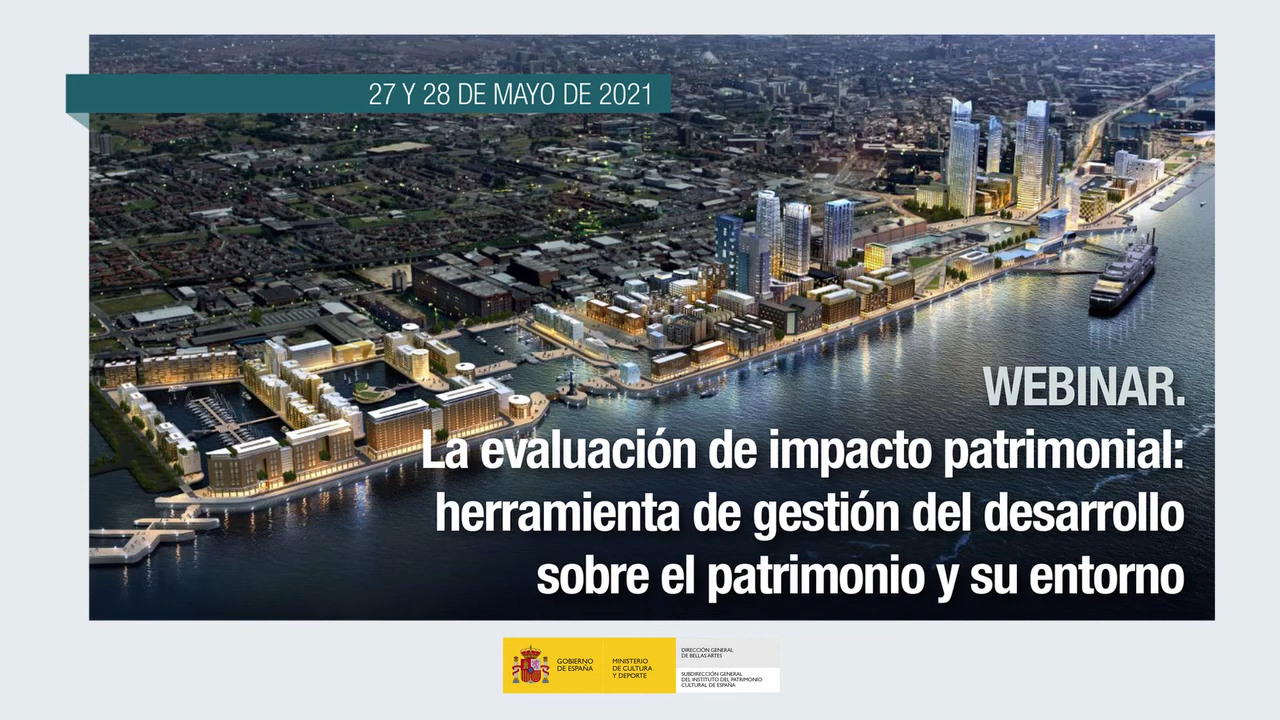 27 Y 28 DE MAYO DE 2021
WEBINAR.
La evaluación de impacto patrimonial:
herramienta de gestión del desarrollo
sobre el patrimonio y su entorno
GOBIERNO
DE ESPAÑA
MINISTERIO
DE CULTURA
Y DEPORTE
DIRECCIÓN GENERAL
DE BELLAS ARTES
SUBDIRECCIÓN GENERAL
DEL INSTITUTO DEL PATRIMONIO
CULTURAL DE ESPAÑA